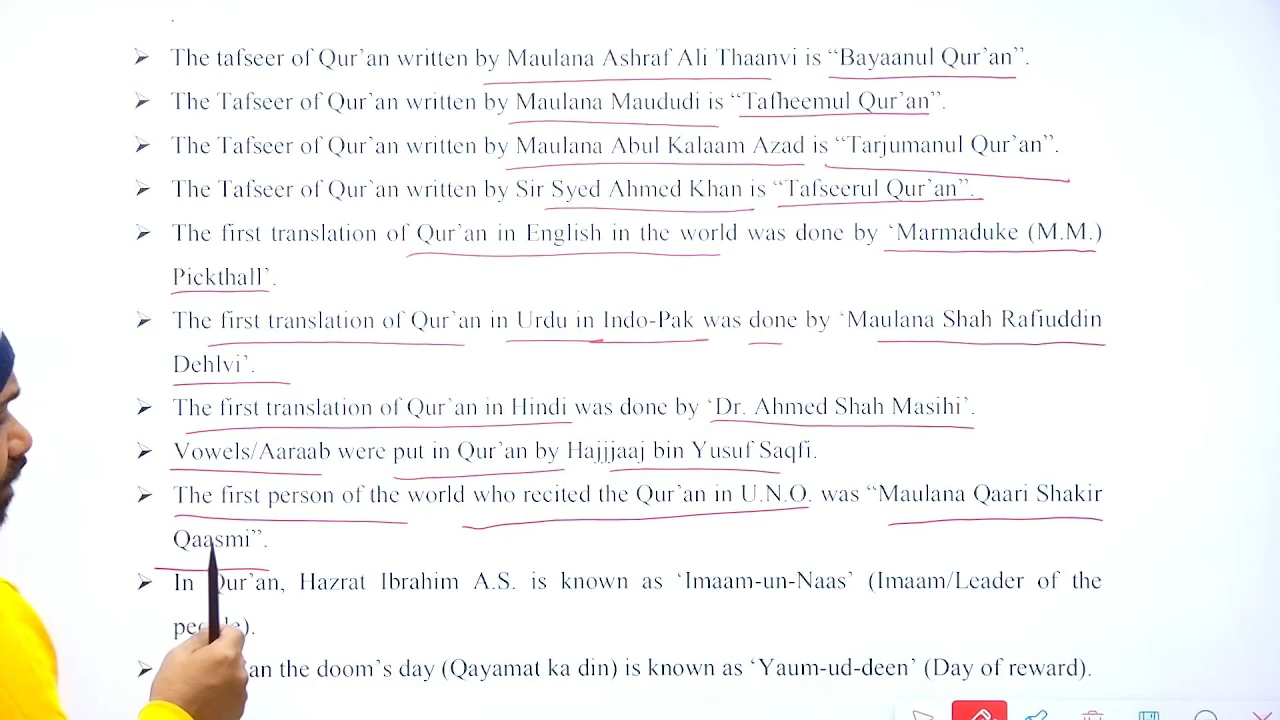 ➢ The tafseer of Qur’an written by Maulana Ashraf Ali Thaanvi is “Bayaanul Qur’an”.
➢ The Tafseer of Qur’an written by Maulana Maududi is “Tafheemul Qur’an”.
➢ The Tafseer of Qur’an written by Maulana Abul Kalaam Azad is “Tarjumanul Qur’an”.
➢ The Tafseer of Qur’an written by Sir Syed Ahmed Khan is “Tafseerul Qur’an”.
➢ The first translation of Qur’an in English in the world was done by ‘Marmaduke (M.M.)
Pickthall’.
➢ The first translation of Qur’an in Urdu in Indo-Pak was done by ‘Maulana Shah Rafiuddin
Dehlvi’.
➢ The first translation of Qur’an in Hindi was done by ‘Dr. Ahmed Shah Masihi’.
➢ Vowels/Aaraab were put in Qur’an by Hajjjaaj bin Yusuf Saqfi.
➢ The first person of the world who recited the Qur’an in U.N.O. was “Maulana Qaari Shakir
Qaasmi”.
➢ In Qur’an, Hazrat Ibrahim A.S. is known as ‘Imaam-un-Naas’ (Imaam/Leader of the
➢ the doom’s day (Qayamat ka din) is known as ‘Yaum-ud-deen’ (Day of reward).